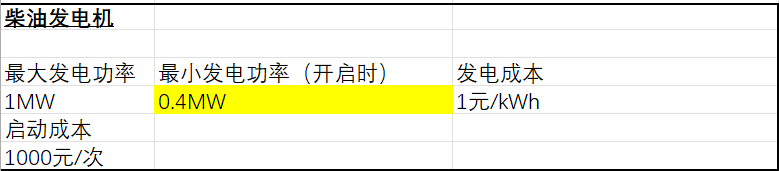 柴油发电机
最大发电功率 最小发电功率（开启时） 发电成本
1MW 0.4MW 1元/kWh
启动成本
1000元/次